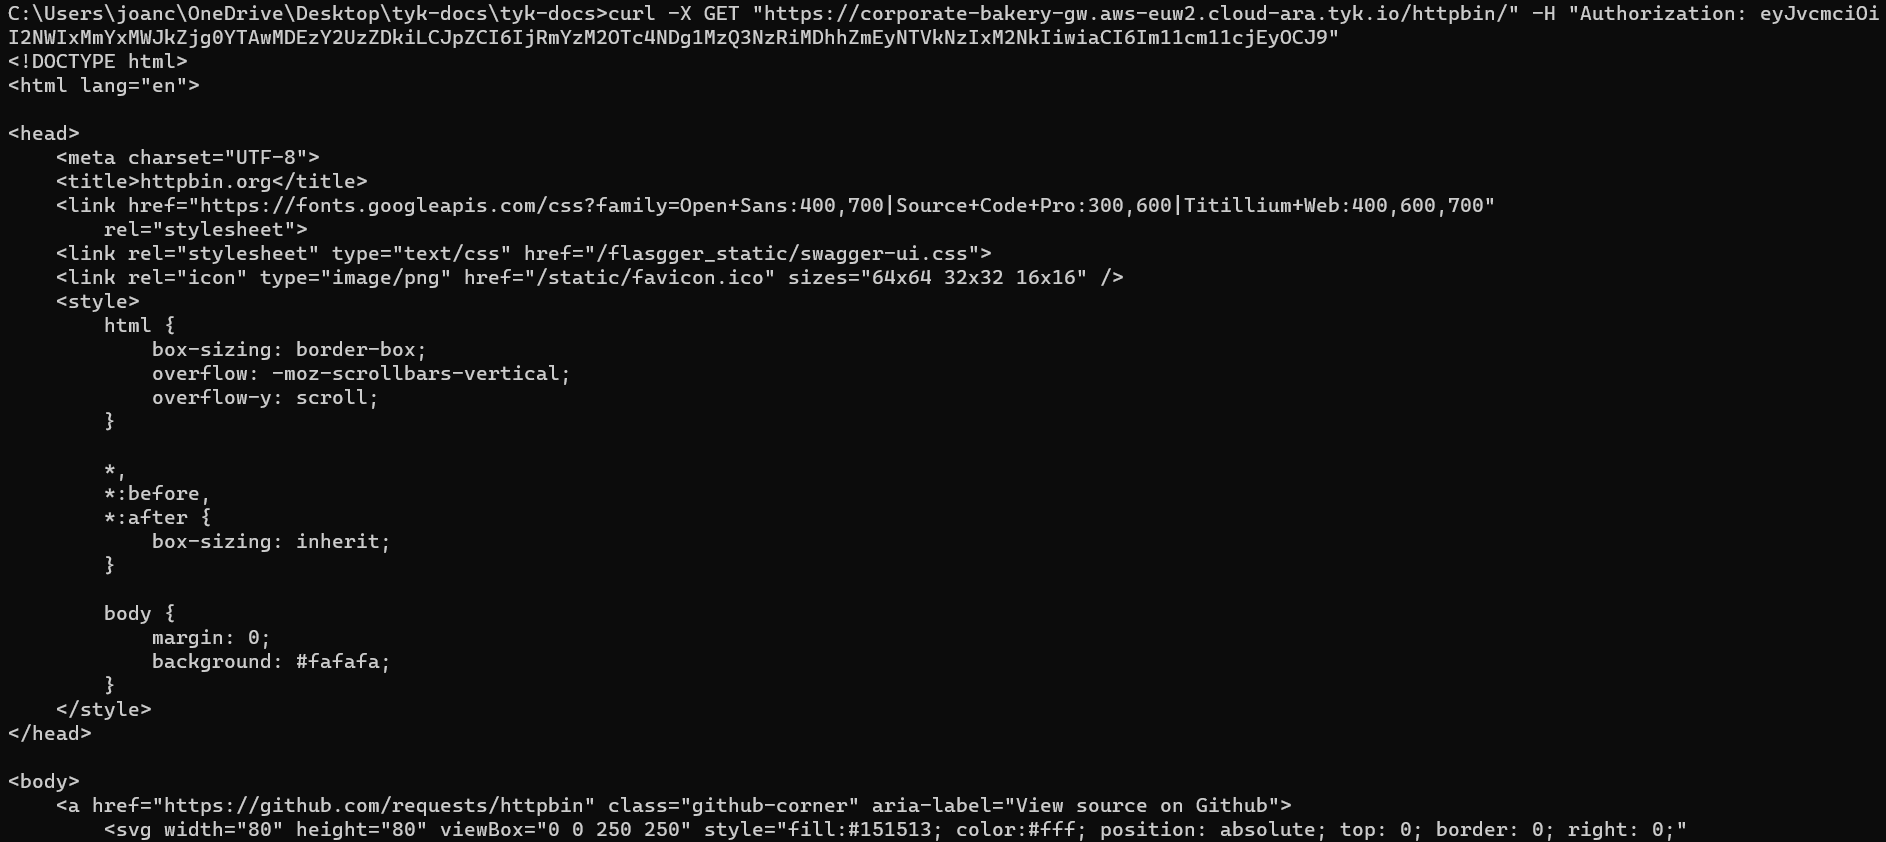 C:\Users\joanc\OneDrive\Desktop\tyk-docs\tyk-docs>curl -X GET "https://corporate-bakery-gw.aws-euw2.cloud-ara.tyk.io/httpbin/" -H "Authorization: eyJvcmciOi
I2NWIxMmYxMWJkZjg0YTAwMDEzY2UzZDkiLCJpZCI6IjRmYzM2OTc4NDg1MzQ3NzRiMDhhZmEyNTVkNzIxM2NkIiwiaCI6Im11cm11cjEyOCJ9"
<!DOCTYPE html>
<html lang="en">

<head>
    <meta charset="UTF-8">
    <title>httpbin.org</title>
    <link href="https://fonts.googleapis.com/css?family=Open+Sans:400,700|Source+Code+Pro:300,600|Titillium+Web:400,600,700"
        rel="stylesheet">
    <link rel="stylesheet" type="text/css" href="/flasgger_static/swagger-ui.css">
    <link rel="icon" type="image/png" href="/static/favicon.ico" sizes="64x64 32x32 16x16" />
    <style>
        html {
            box-sizing: border-box;
            overflow: -moz-scrollbars-vertical;
            overflow-y: scroll;
        }

        *,
        *:before,
        *:after {
            box-sizing: inherit;
        }

        body {
            margin: 0;
            background: #fafafa;
        }
    </style>
</head>

<body>
    <a href="https://github.com/requests/httpbin" class="github-corner" aria-label="View source on Github">
        <svg width="80" height="80" viewBox="0 0 250 250" style="fill:#151513; color:#fff; position: absolute; top: 0; border: 0; right: 0;"